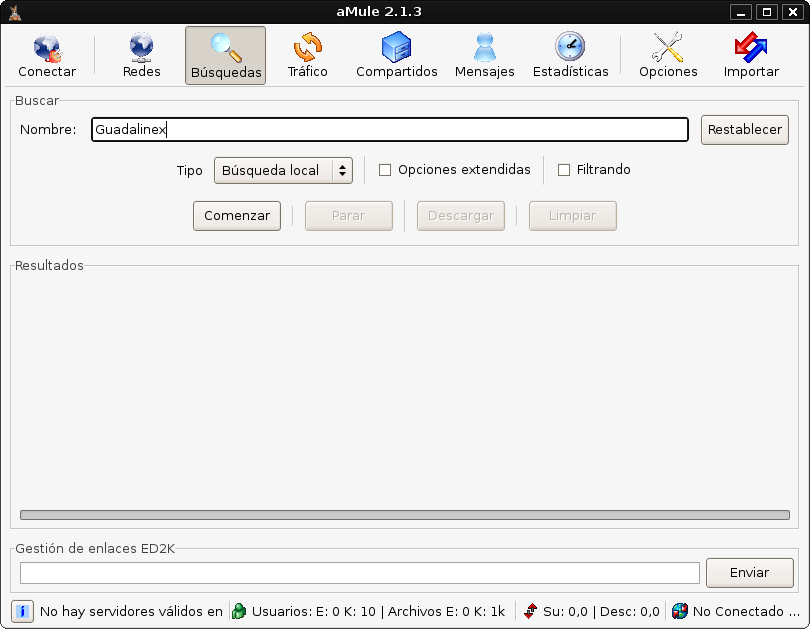 aMule 2.1.3
Conectar Redes Búsquedas Tráfico Compartidos Mensajes Estadísticas Opciones Importar
Buscar
Nombre: Guadalinex Restablecer
Tipo Búsqueda local Opciones extendidas Filtrando
Comenzar Parar Descargar Limpiar
Resultados
Gestión de enlaces ED2K
Enviar
No hay servidores válidos en Usuarios: E: 0 K: 10 | Archivos E: 0 K: 1k Su: 0,0 | Desc: 0,0 No Conectado ...